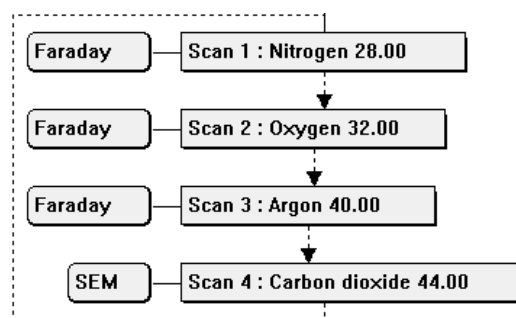 Faraday Scan 1 : Nitrogen 28.00
Faraday Scan 2 : Oxygen 32.00
Faraday Scan 3 : Argon 40.00
SEM Scan 4 : Carbon dioxide 44.00